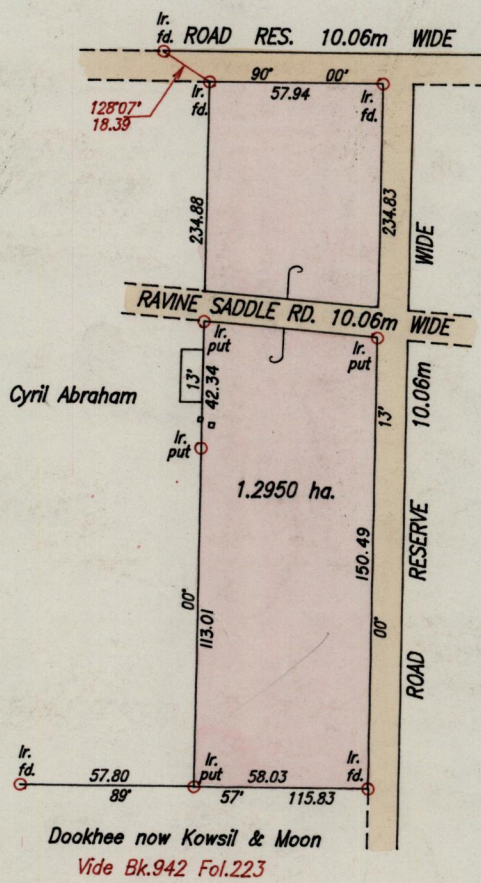 Ir.
fd.
ROAD RES. 10.06m WIDE
90° 00'
57.94
Ir.
fd.
Ir.
fd.
128°07'
18.39
234.88
234.83
WIDE
RAVINE SADDLE RD. 10.06m WIDE
Ir.
put
Ir.
put
13'
42.34
13'
10.06m
Cyril Abraham
Ir.
put
1.2950 ha.
150.49
RESERVE
00'
113.01
00'
ROAD
Ir.
fd.
Ir.
put
Ir.
fd.
57.80
58.03
89° 57' 115.83
Dookhee now Kowsil & Moon
Vide Bk.942 Fol.223